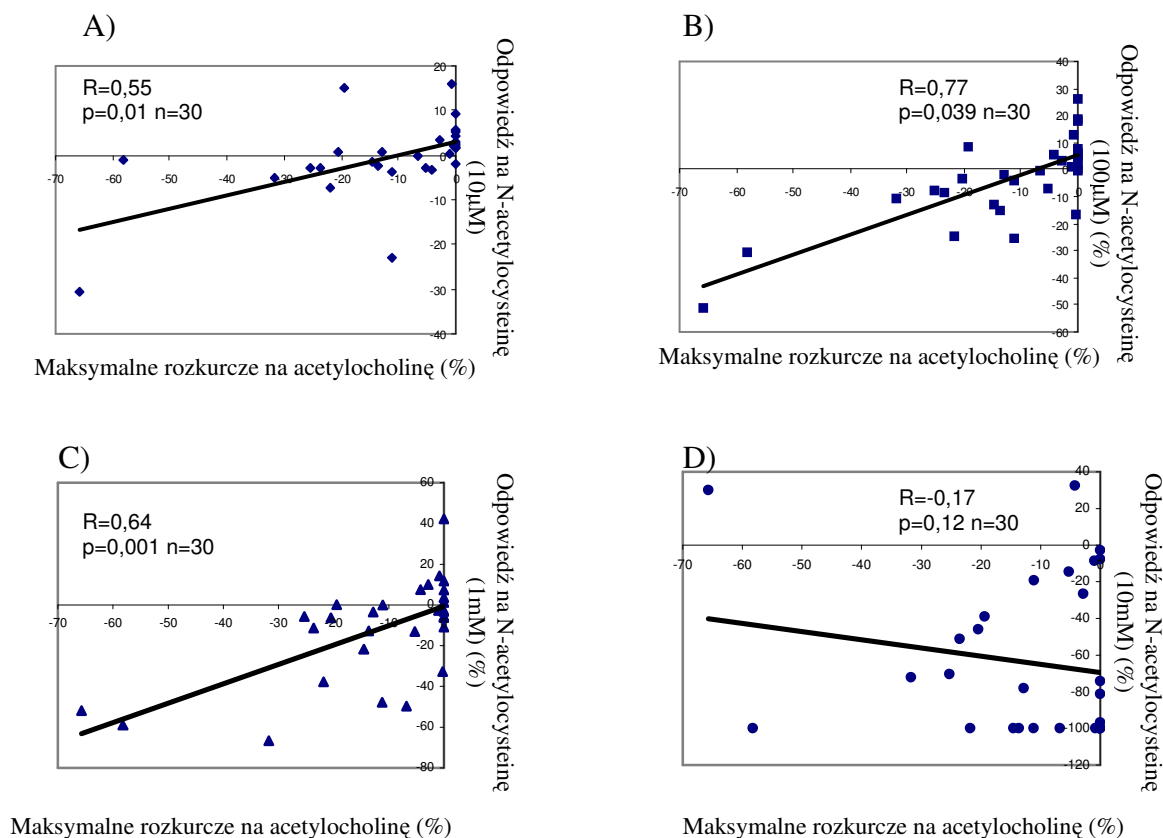 A)
R=0,55
p=0,01 n=30
20
10
0
-10
-20
-30
-40
-70
-60
-50
-40
-30
-20
-10
0
Odpowiedź na N-acetylocysteinę
(10µM)
Maksymalne rozkurcze na acetylocholinę (%)
B)
R=0,77
p=0,039 n=30
40
30
20
10
0
-10
-20
-30
-40
-50
-60
-70
-60
-50
-40
-30
-20
-10
0
Odpowiedź na N-acetylocysteinę
(100µM) (%)
Maksymalne rozkurcze na acetylocholinę (%)
C)
R=0,64
p=0,001 n=30
60
40
20
0
-20
-40
-60
-80
-70
-60
-50
-40
-30
-20
-10
Odpowiedź na N-acetylocysteinę
(1mM) (%)
Maksymalne rozkurcze na acetylocholinę (%)
D)
R=-0,17
p=0,12 n=30
40
20
0
-20
-40
-60
-80
-100
-120
-70
-60
-50
-40
-30
-20
-10
0
Odpowiedź na N-acetylocysteinę
(10mM) (%)
Maksymalne rozkurcze na acetylocholinę (%)